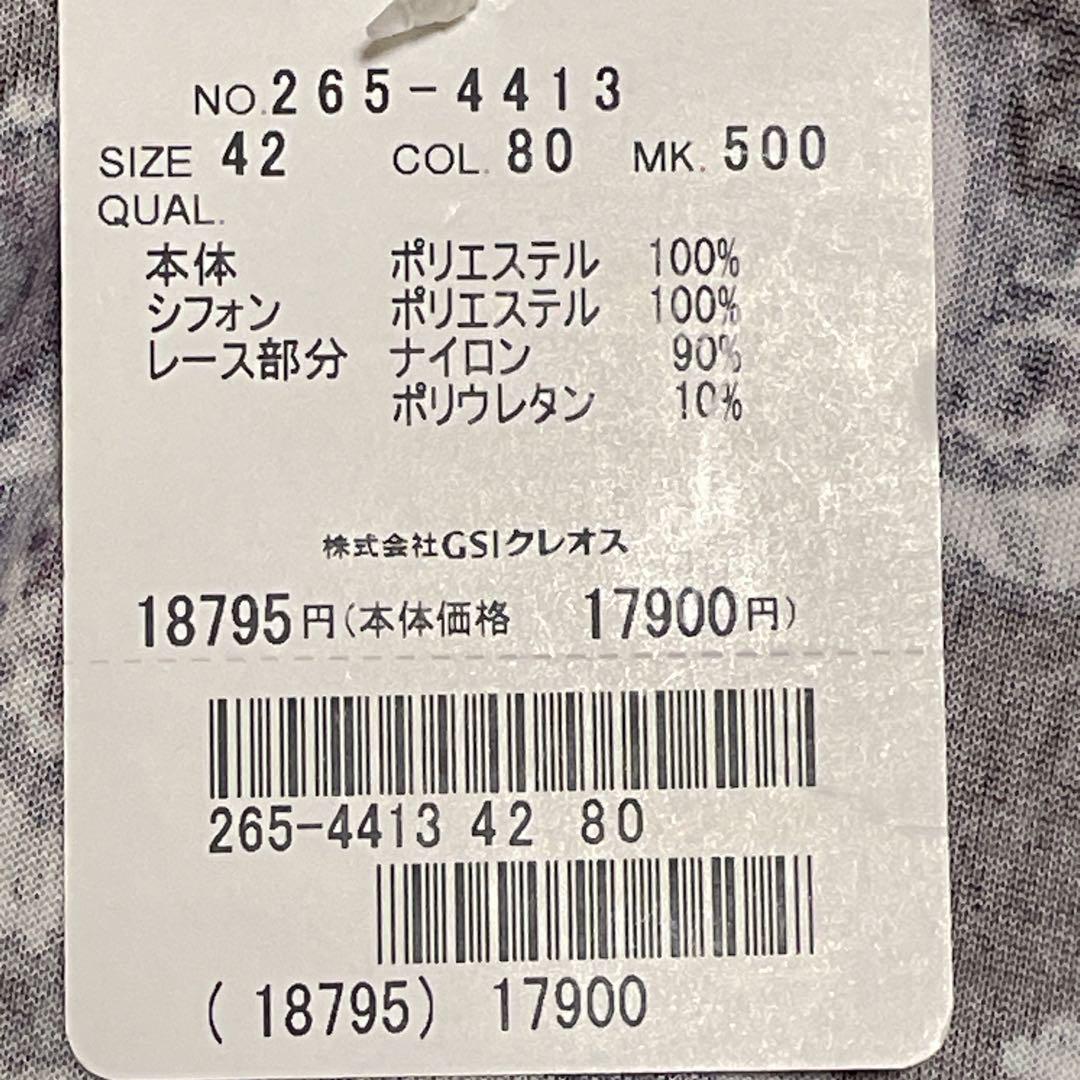 NO.265-4413
SIZE 42 COL. 80 MK. 500
QUAL.
本体 ポリエステル 100%
シフォン ポリエステル 100%
レース部分 ナイロン 90%
ポリウレタン 10%
株式会社GSIクレオス
18795円(本体価格 17900円)
265-4413 42 80
(18795) 17900